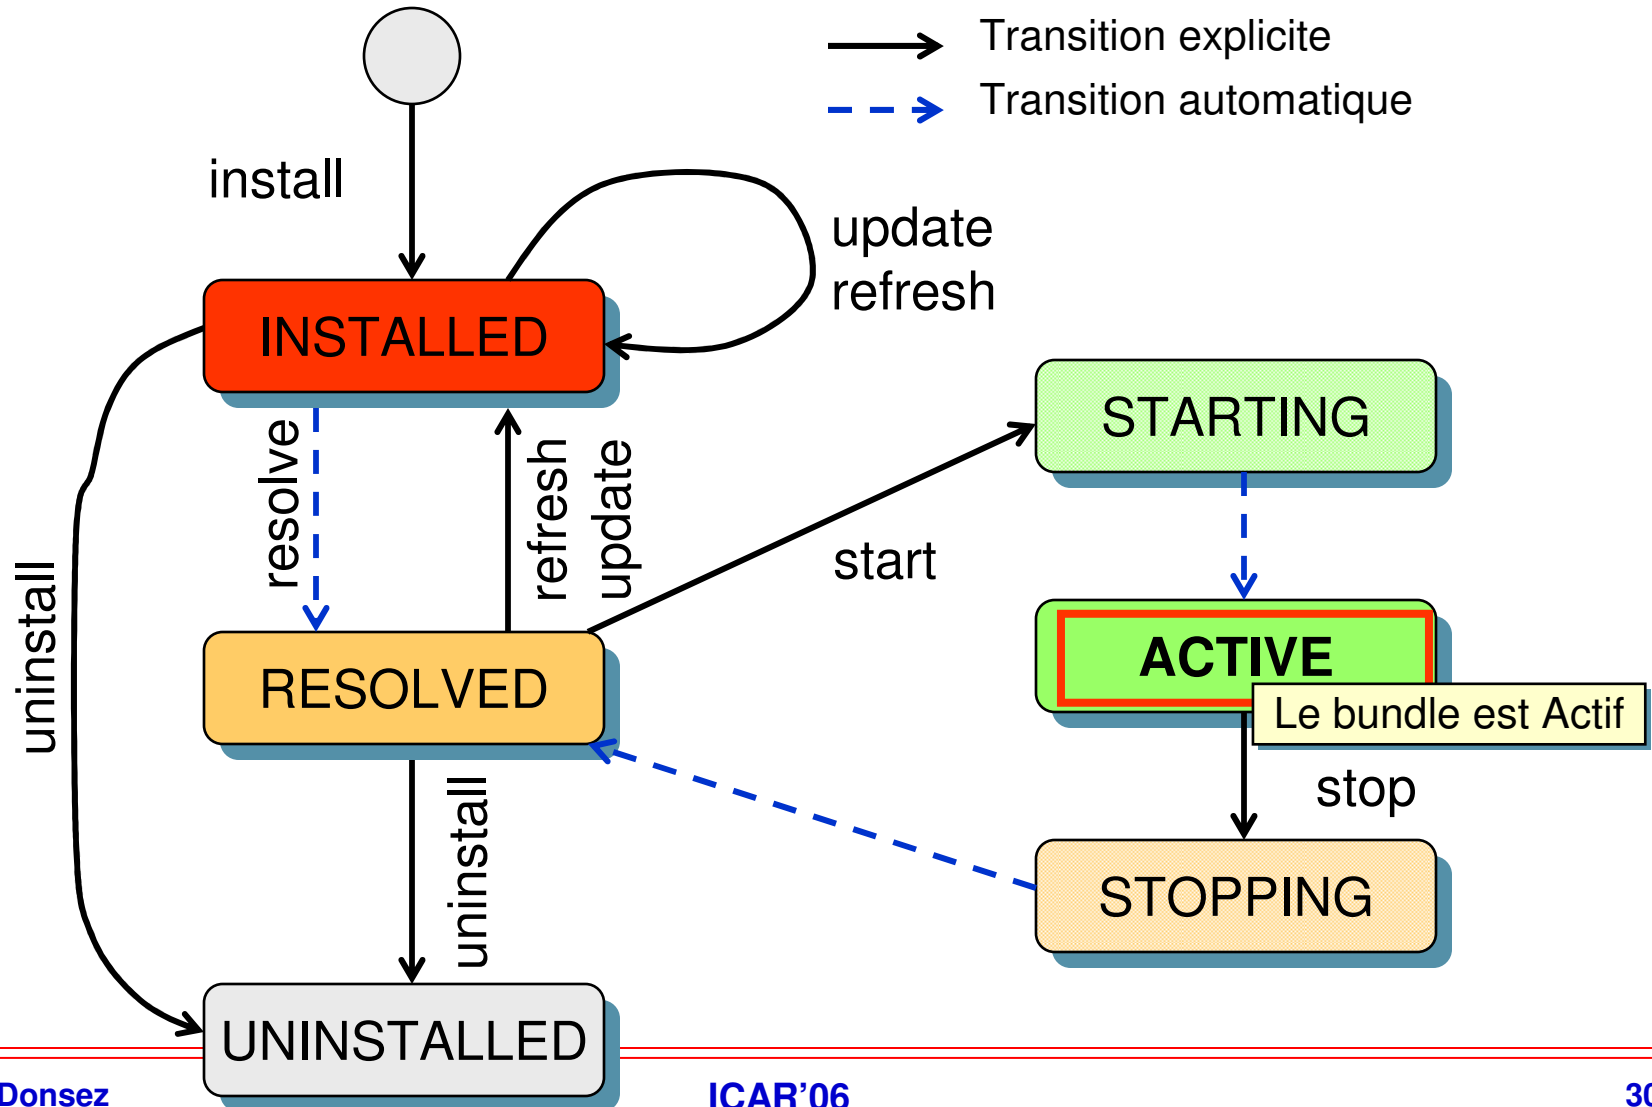 Transition explicite
Transition automatique
install
update
refresh
INSTALLED
STARTING
resolve
refresh
update
start
uninstall
RESOLVED
ACTIVE
Le bundle est Actif
stop
uninstall
STOPPING
UNINSTALLED
Donsez
ICAR'06
30